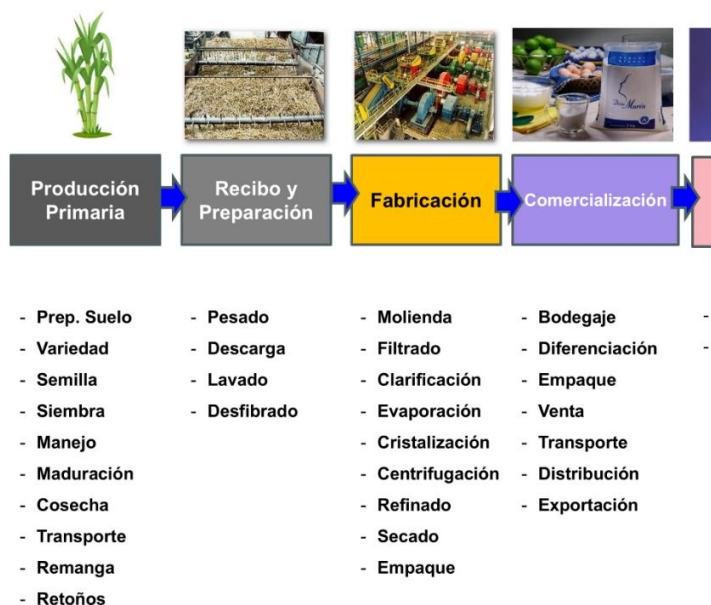 Producción
Primaria
Recibo y
Preparación
Fabricación
Comercialización
- Prep. Suelo
- Variedad
- Semilla
- Siembra
- Manejo
- Maduración
- Cosecha
- Transporte
- Remanga
- Retoños
- Pesado
- Descarga
- Lavado
- Desfibrado
- Molienda
- Filtrado
- Clarificación
- Evaporación
- Cristalización
- Centrifugación
- Refinado
- Secado
- Empaque
- Bodegaje
- Diferenciación
- Empaque
- Venta
- Transporte
- Distribución
- Exportación
-
-